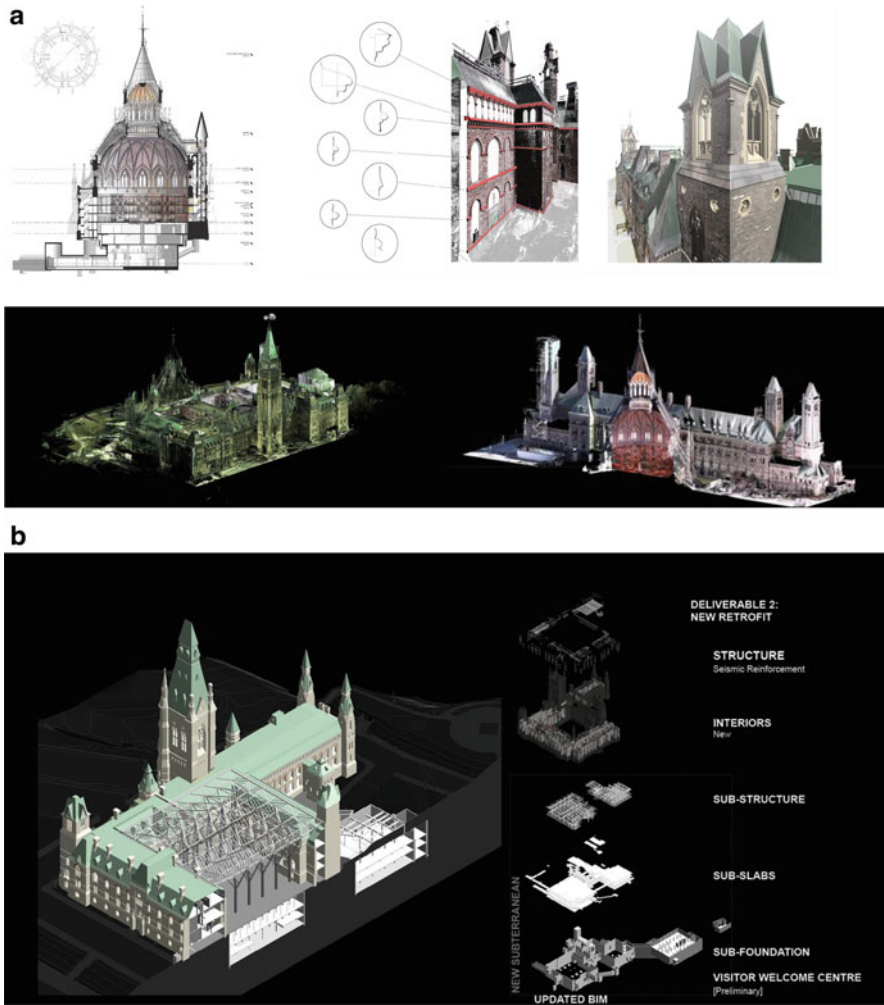 a
b
DELIVERABLE 2:
NEW RETROFIT
STRUCTURE
Seismic Reinforcement
INTERIORS
New
SUB-STRUCTURE
SUB-SLABS
NEW SUBTERRANEAN
SUB-FOUNDATION
VISITOR WELCOME CENTRE
[Preliminary]
UPDATED BIM